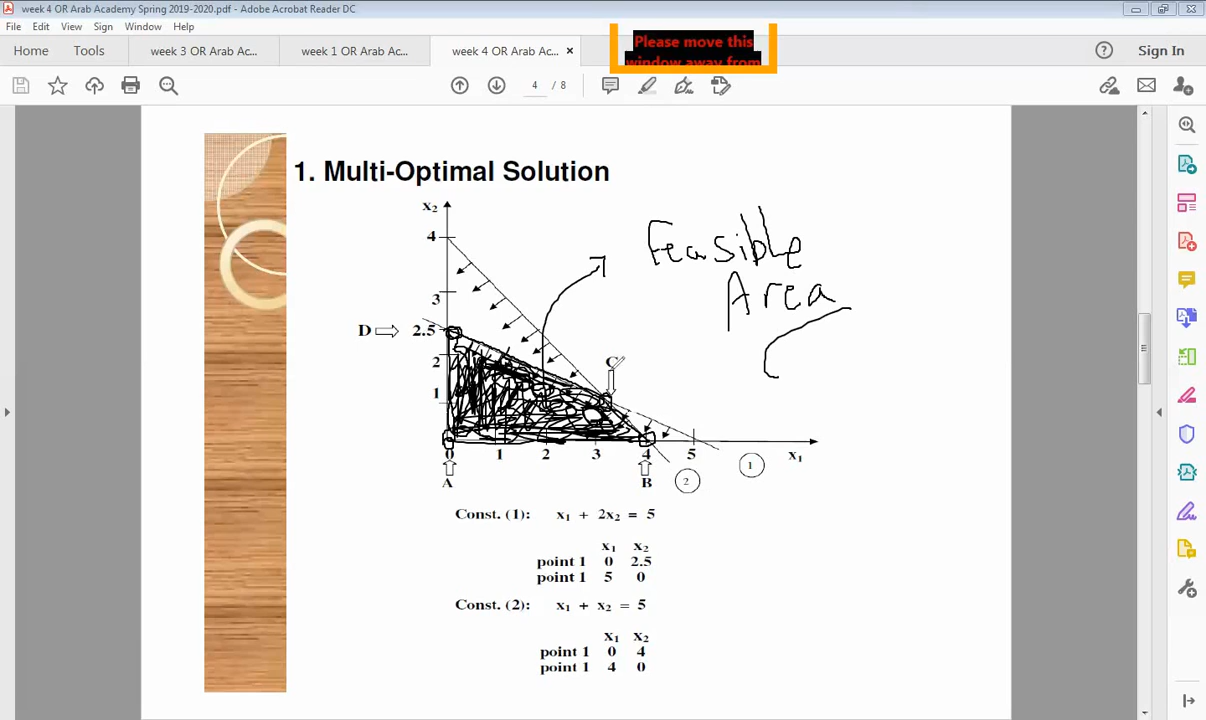 week 4 OR Arab Academy Spring 2019-2020.pdf - Adobe Acrobat Reader DC
File Edit View Sign Window Help
Home Tools week 3 OR Arab Ac... week 1 OR Arab Ac... week 4 OR Arab Ac... ×
Please move this
window away from
? Sign In
4 / 8
1. Multi-Optimal Solution
x₂
4
3
D 2.5
2
1
C
0 1 2 3 4 5 x₁
A B 2 1
Feasible
Area
Const. (1): x₁ + 2x₂ = 5
x₁ x₂
point 1 0 2.5
point 1 5 0
Const. (2): x₁ + x₂ = 5
x₁ x₂
point 1 0 4
point 1 4 0